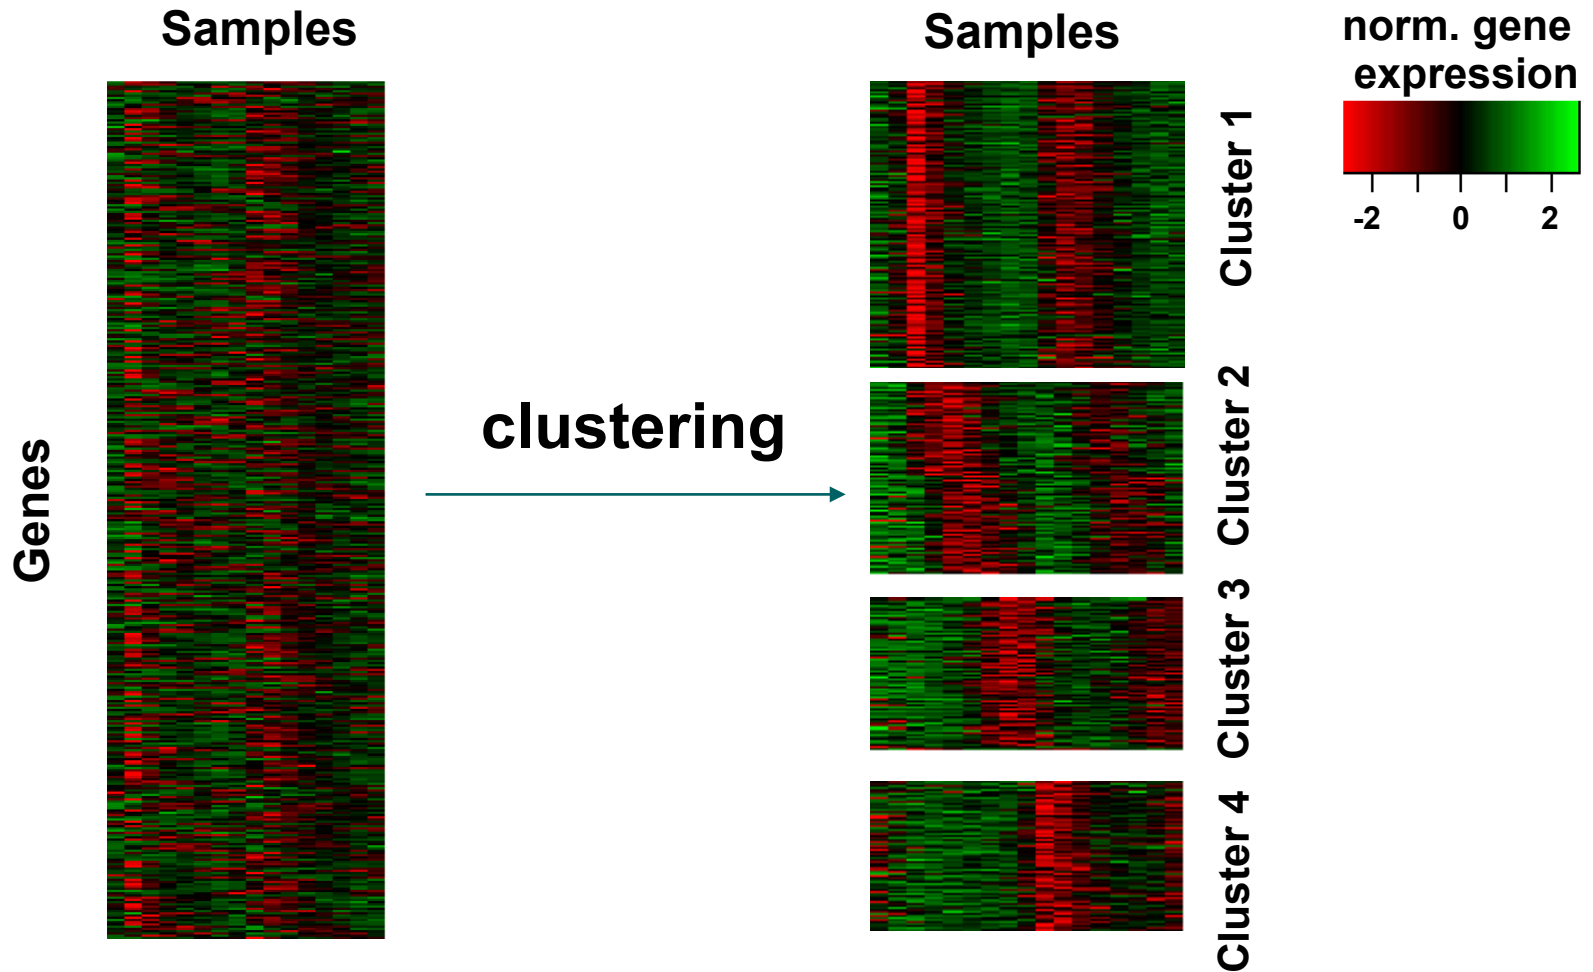 Samples
Genes
clustering
Samples
Cluster 1
Cluster 2
Cluster 3
Cluster 4
norm. gene
expression
-2 0 2